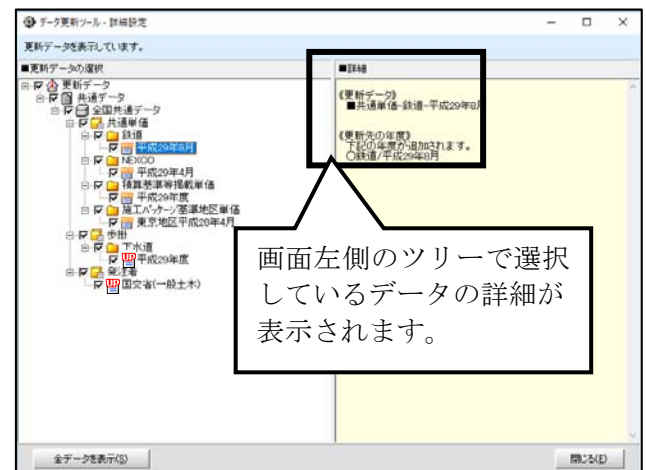 データ更新ツール - 詳細設定
更新データを表示しています。
■更新データの選択
更新データ
共通データ
全国共通データ
共通単価
鉄道
平成29年8月
NEXCO
平成29年4月
積算基準等掲載単価
平成29年度
施工パッケージ/基準地区単価
東京地区平成28年4月
歩掛
下水道
平成29年度
発注者
国交省(一般土木)
■詳細
《更新データ》
■共通単価-鉄道-平成29年8月
《更新先の年度》
下記の年度が追加されます。
○鉄道/平成29年8月
画面左側のツリーで選択
しているデータの詳細が
表示されます。
全データを表示(S)
閉じる(E)